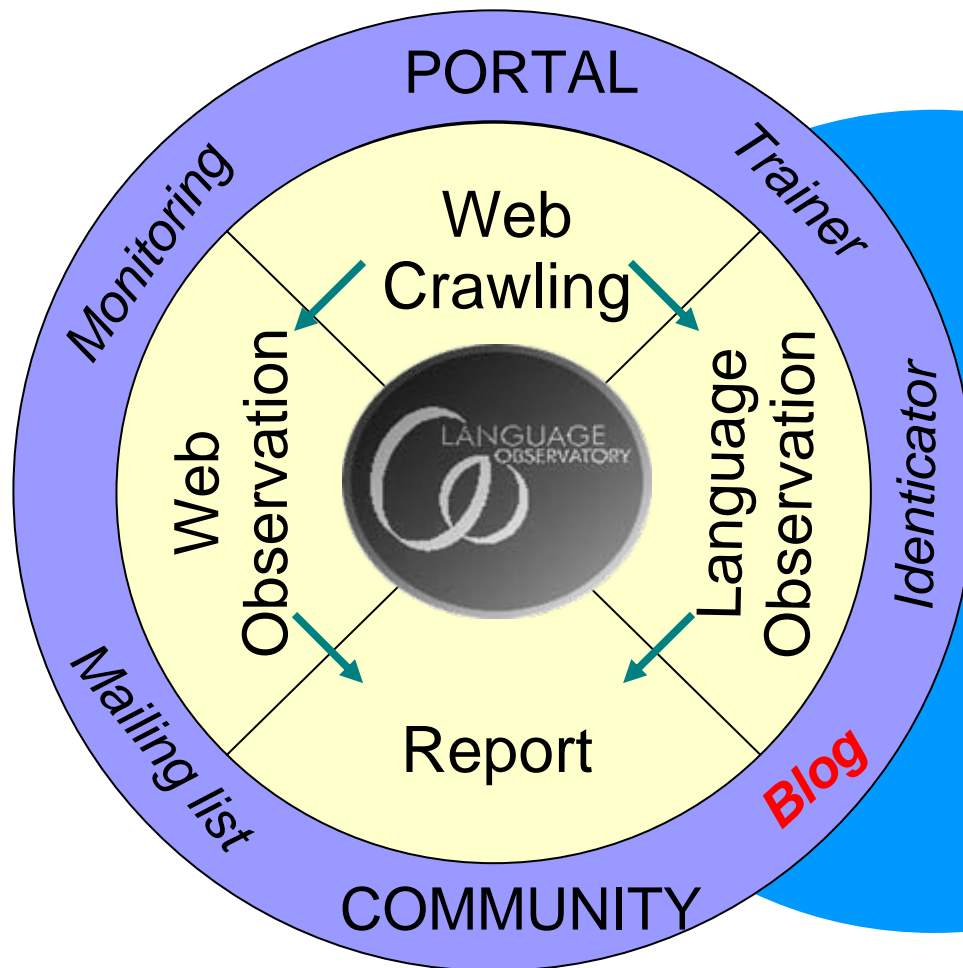 PORTAL
Monitoring
Trainer
Web
Crawling
Web
Observation
LANGUAGE
OBSERVATORY
Language
Observation
Identicator
Mailing list
Report
Blog
COMMUNITY